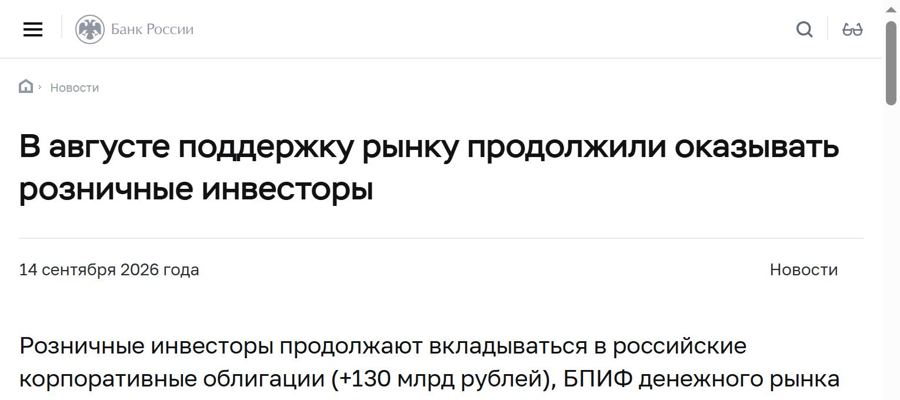 Банк России
Новости
В августе поддержку рынку продолжили оказывать
розничные инвесторы
14 сентября 2026 года
Новости
Розничные инвесторы продолжают вкладываться в российские
корпоративные облигации (+130 млрд рублей), БПИФ денежного рынка